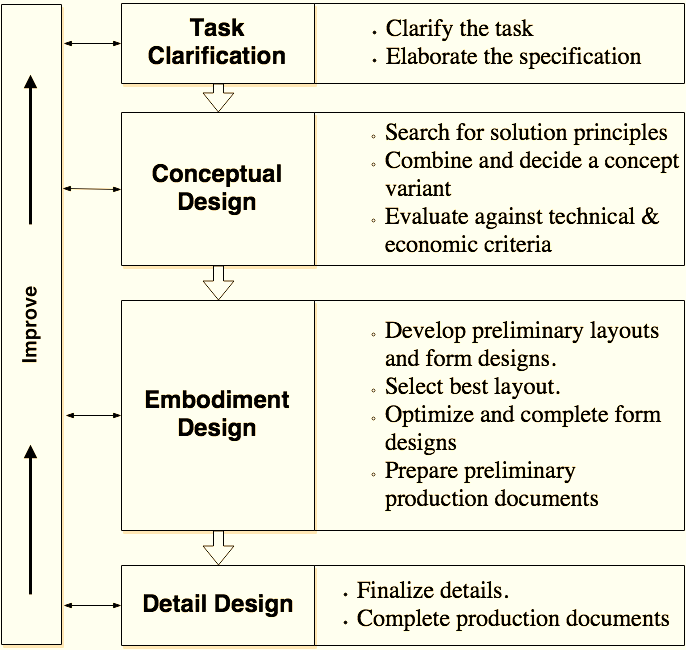 Task
Clarification
Clarify the task
Elaborate the specification
Conceptual
Design
Search for solution principles
Combine and decide a concept
variant
Evaluate against technical &
economic criteria
Improve
Embodiment
Design
Develop preliminary layouts
and form designs.
Select best layout.
Optimize and complete form
designs
Prepare preliminary
production documents
Detail Design
Finalize details.
Complete production documents